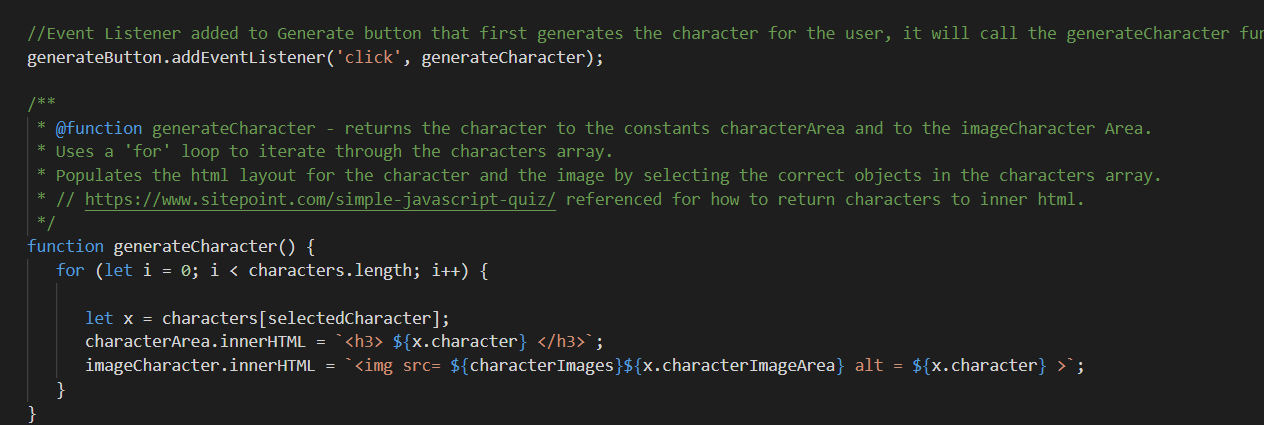 //Event Listener added to Generate button that first generates the character for the user, it will call the generateCharacter
generateButton.addEventListener('click', generateCharacter);
/**
 * @function generateCharacter - returns the character to the constants characterArea and to the imageCharacter Area.
 * Uses a 'for' loop to iterate through the characters array.
 * Populates the html layout for the character and the image by selecting the correct objects in the characters array.
 * // https://www.sitepoint.com/simple-javascript-quiz/ referenced for how to return characters to inner html.
 */
function generateCharacter() {
   for (let i = 0; i < characters.length; i++) {
      let x = characters[selectedCharacter];
      characterArea.innerHTML = `<h3> ${x.character} </h3>`;
      imageCharacter.innerHTML = `<img src= ${characterImages}${x.characterImageArea} alt = ${x.character} >`;
   }
}